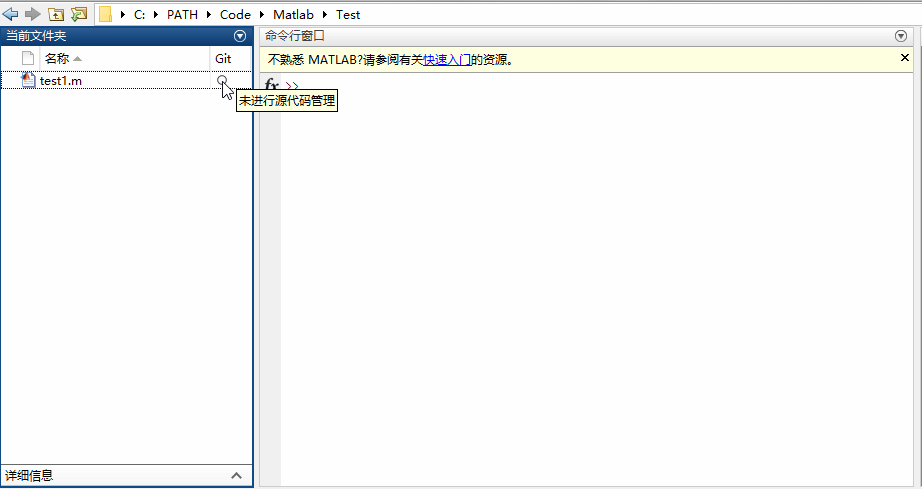 C: PATH Code Matlab Test
当前文件夹
名称 Git
test1.m
未进行源代码管理
详细信息
命令行窗口
不熟悉 MATLAB?请参阅有关快速入门的资源。
fx >>